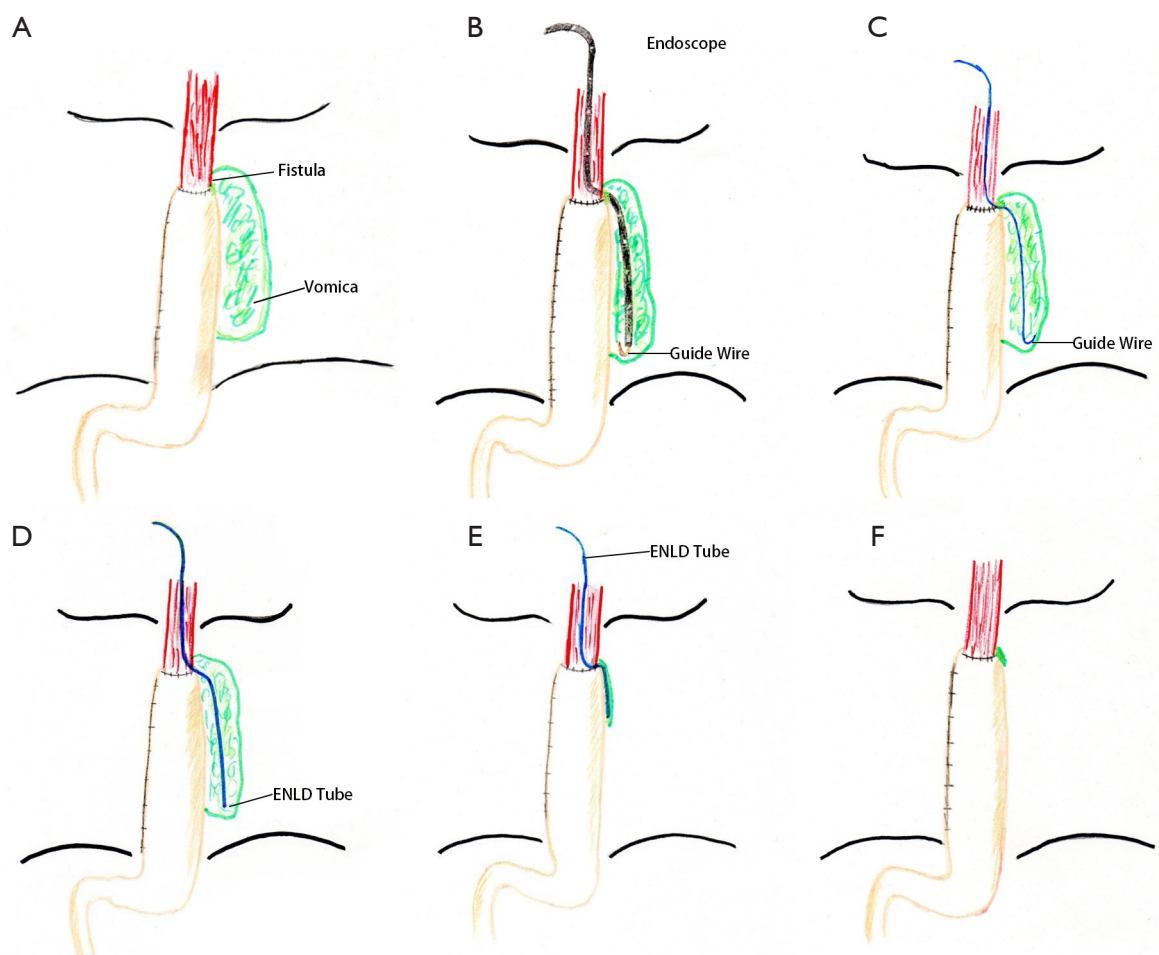 A
B
C
Endoscope
Fistula
Vomica
Guide Wire
Guide Wire
D
E
F
ENLD Tube
ENLD Tube